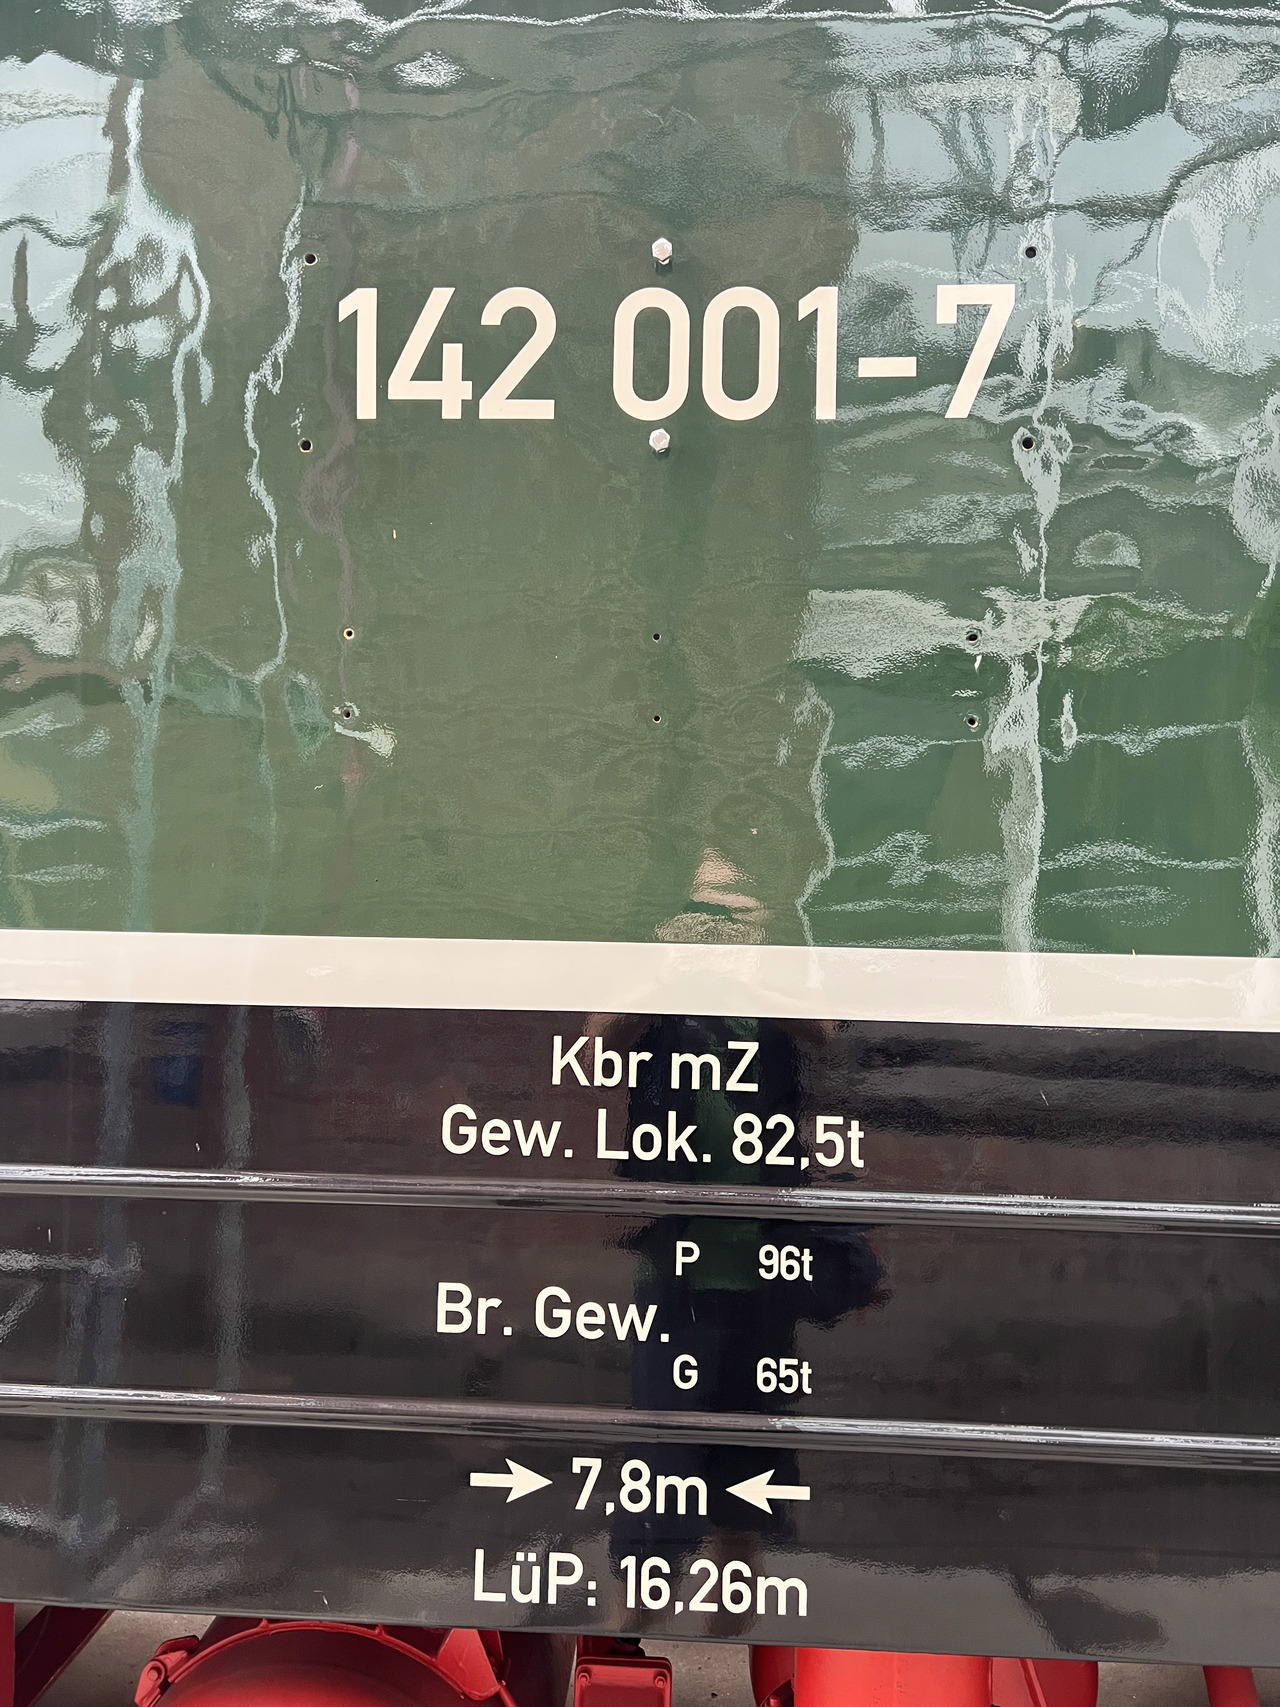 142 001-7
Kbr mZ
Gew. Lok. 82,5t
P 96t
Br. Gew.
G 65t
7,8m
LüP: 16,26m